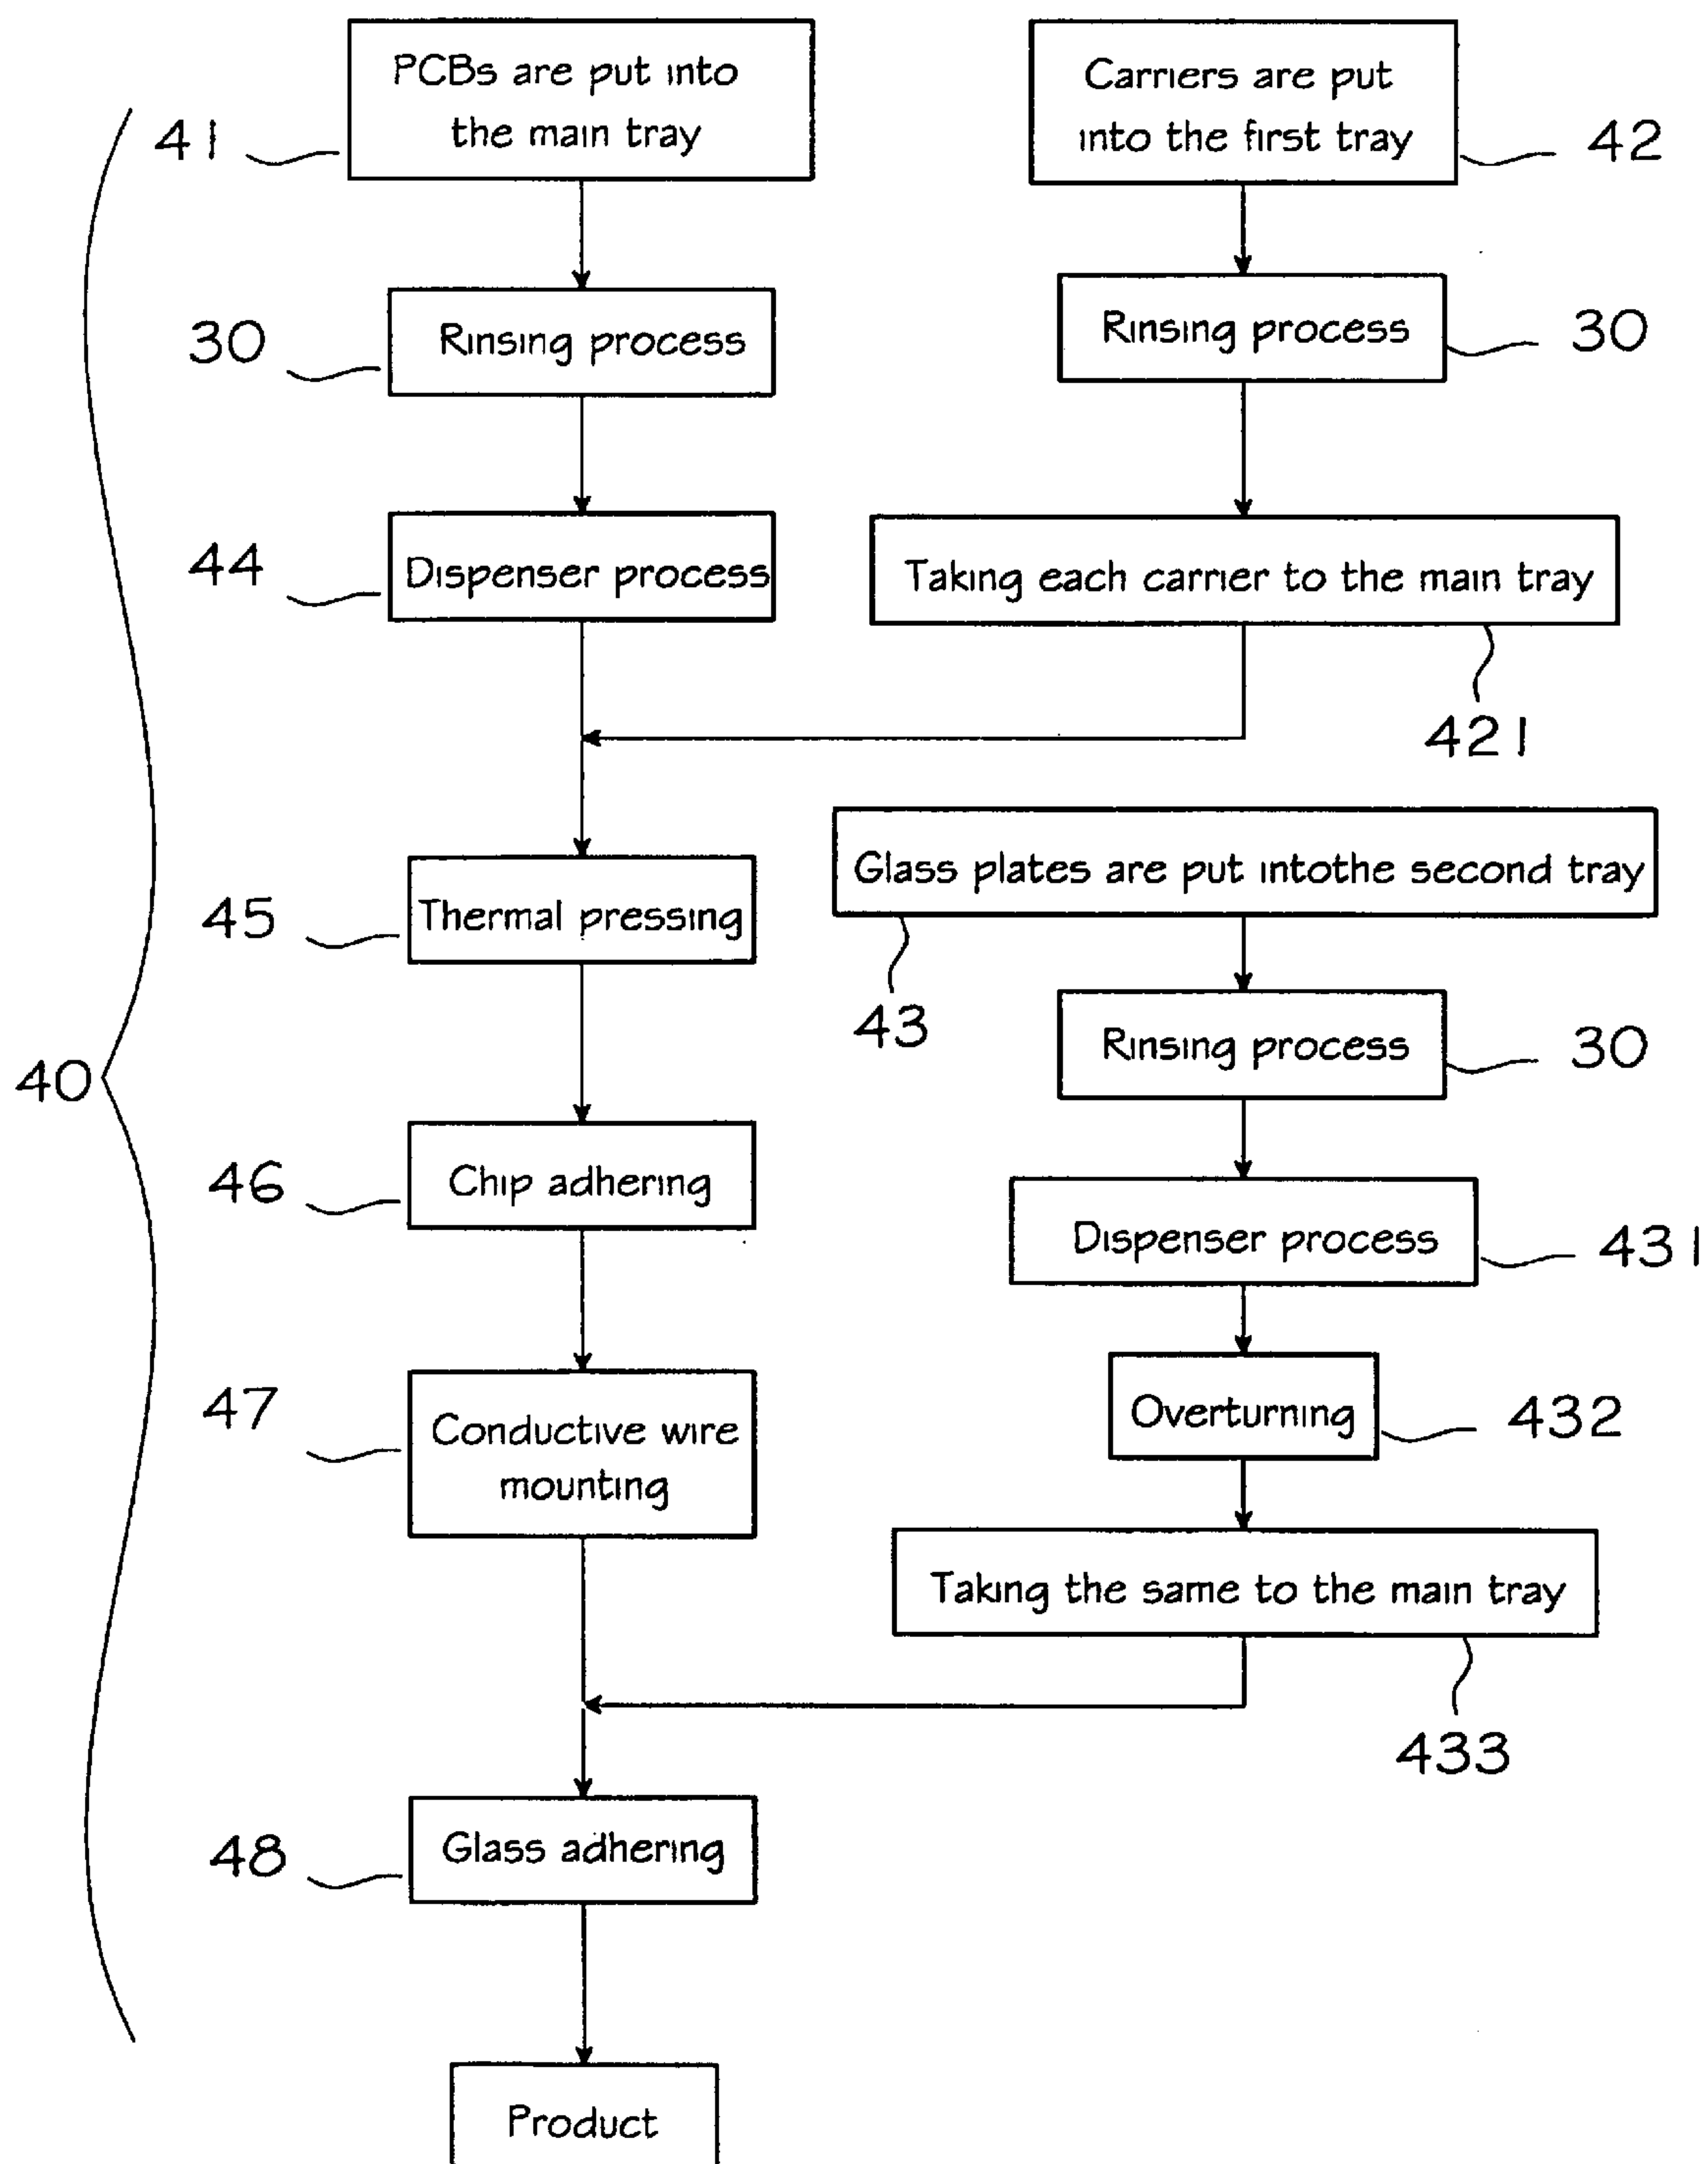 PCBs are put into
the main tray
41
Carriers are put
into the first tray
42
Rinsing process
30
Rinsing process
30
Dispenser process
44
Taking each carrier to the main tray
421
Glass plates are put intothe second tray
43
Thermal pressing
45
Rinsing process
30
40
Chip adhering
46
Dispenser process
431
Conductive wire
mounting
47
Overturning
432
Taking the same to the main tray
433
Glass adhering
48
Product